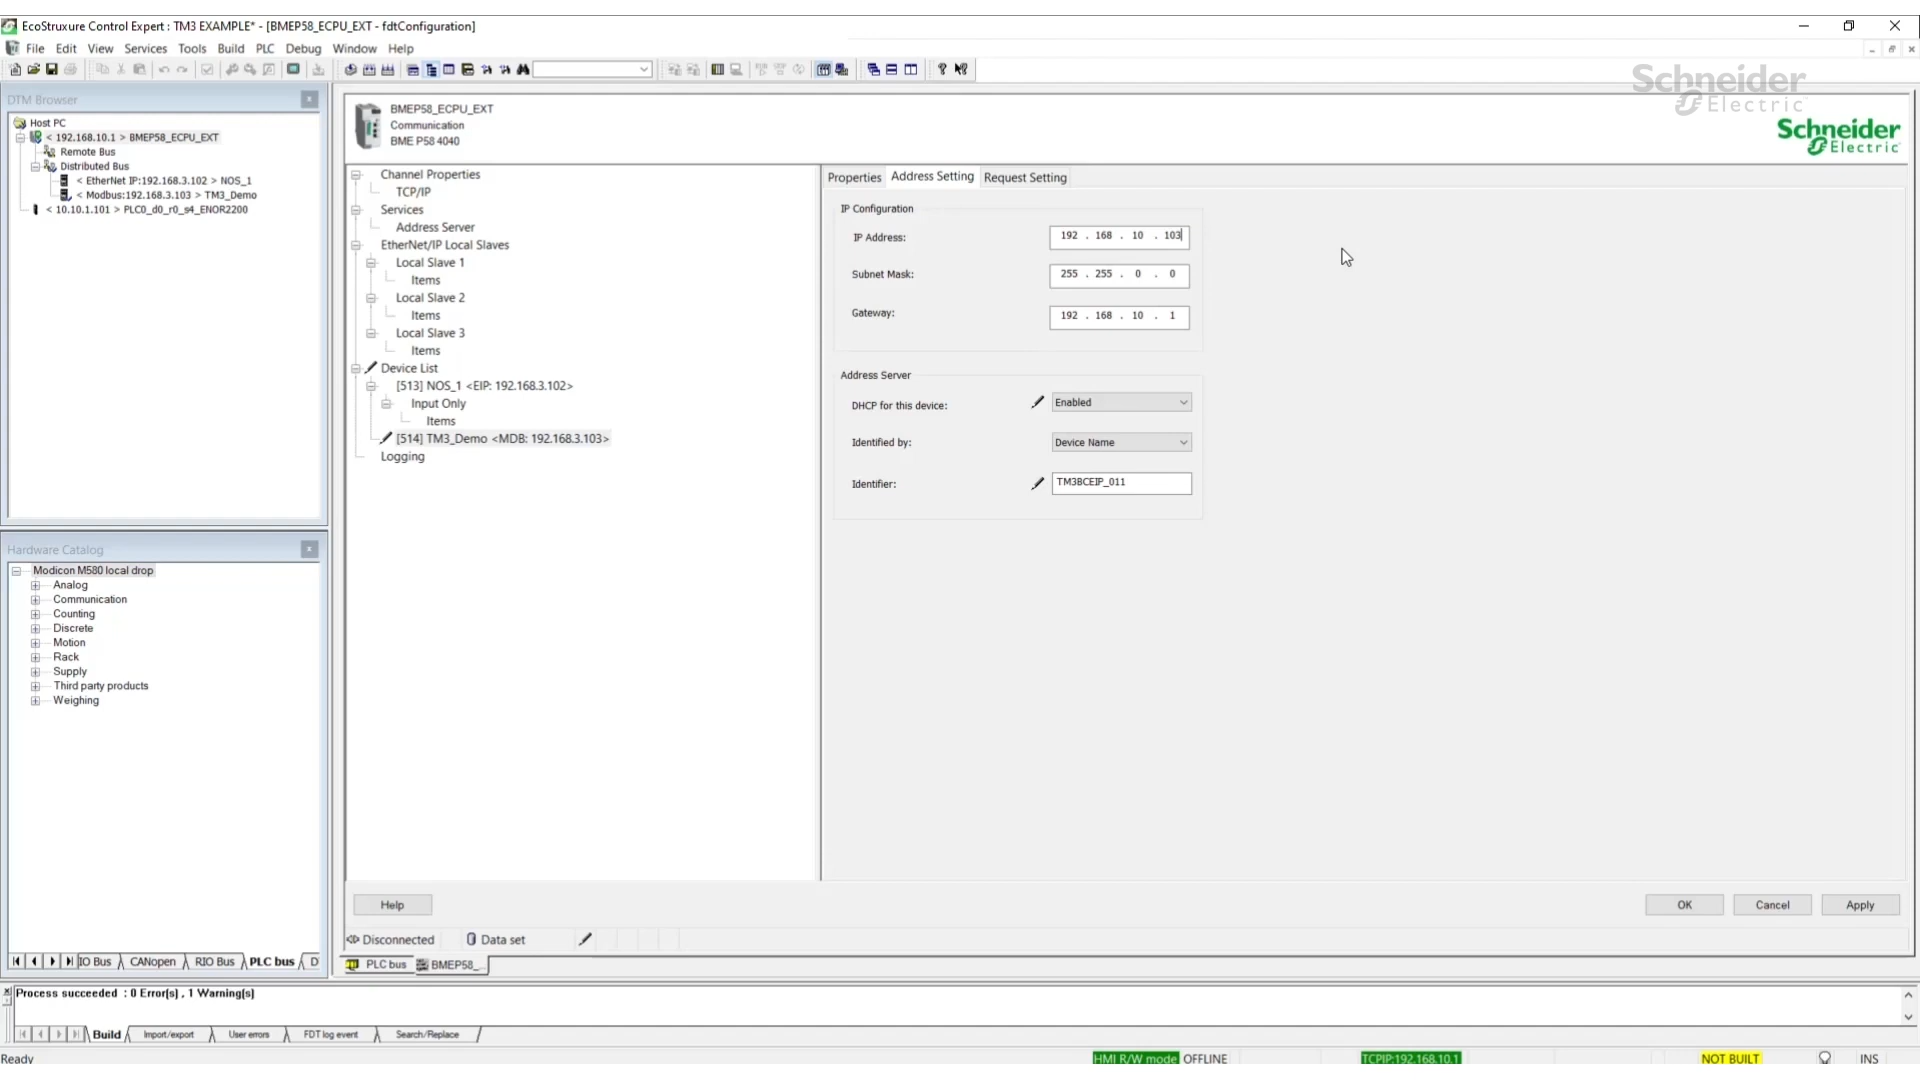 EcoStruxure Control Expert : TM3 EXAMPLE* - [BMEP58_ECPU_EXT - fdtConfiguration]
File Edit View Services Tools Build PLC Debug Window Help
Schneider
Electric
DTM Browser
Host PC
< 192.168.10.1 > BMEP58_ECPU_EXT
Remote Bus
Distributed Bus
< EtherNet IP:192.168.3.102 > NOS_1
< Modbus:192.168.3.103 > TM3_Demo
< 10.10.1.101 > PLC0_d0_r0_s4_ENOR2200
Hardware Catalog
Modicon M580 local drop
Analog
Communication
Counting
Discrete
Motion
Rack
Supply
Third party products
Weighing
IO Bus CANopen RIO Bus PLC bus D
BMEP58_ECPU_EXT
Communication
BME P58 4040
Schneider
Electric
Channel Properties
TCP/IP
Services
Address Server
EtherNet/IP Local Slaves
Local Slave 1
Items
Local Slave 2
Items
Local Slave 3
Items
Device List
[513] NOS_1 <EIP: 192.168.3.102>
Input Only
Items
[514] TM3_Demo <MDB: 192.168.3.103>
Logging
Properties Address Setting Request Setting
IP Configuration
IP Address: 192 . 168 . 10 . 103
Subnet Mask: 255 . 255 . 0 . 0
Gateway: 192 . 168 . 10 . 1
Address Server
DHCP for this device: Enabled
Identified by: Device Name
Identifier: TM3BCEIP_011
Help OK Cancel Apply
Disconnected Data set
PLC bus BMEP58_...
Process succeeded : 0 Error(s) , 1 Warning(s)
Build Import/export User errors FDT log event Search/Replace
Ready HMI R/W mode OFFLINE TCPIP:192.168.10.1 NOT BUILT INS